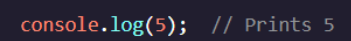 console.log(5);  // Prints 5